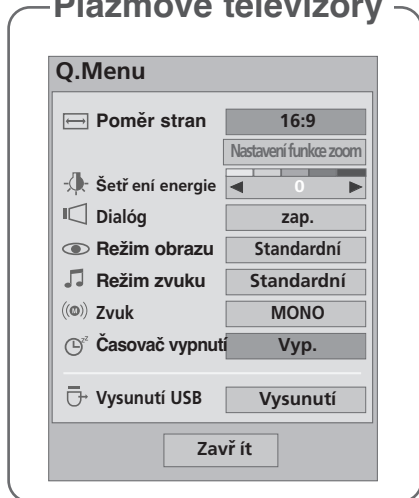 Plazmové televizory
Q.Menu
Poměr stran 16:9
Nastavení funkce zoom
Šetř ení energie 0
Dialóg zap.
Režim obrazu Standardní
Režim zvuku Standardní
Zvuk MONO
Časovač vypnutí Vyp.
Vysunutí USB Vysunutí
Zavř ít